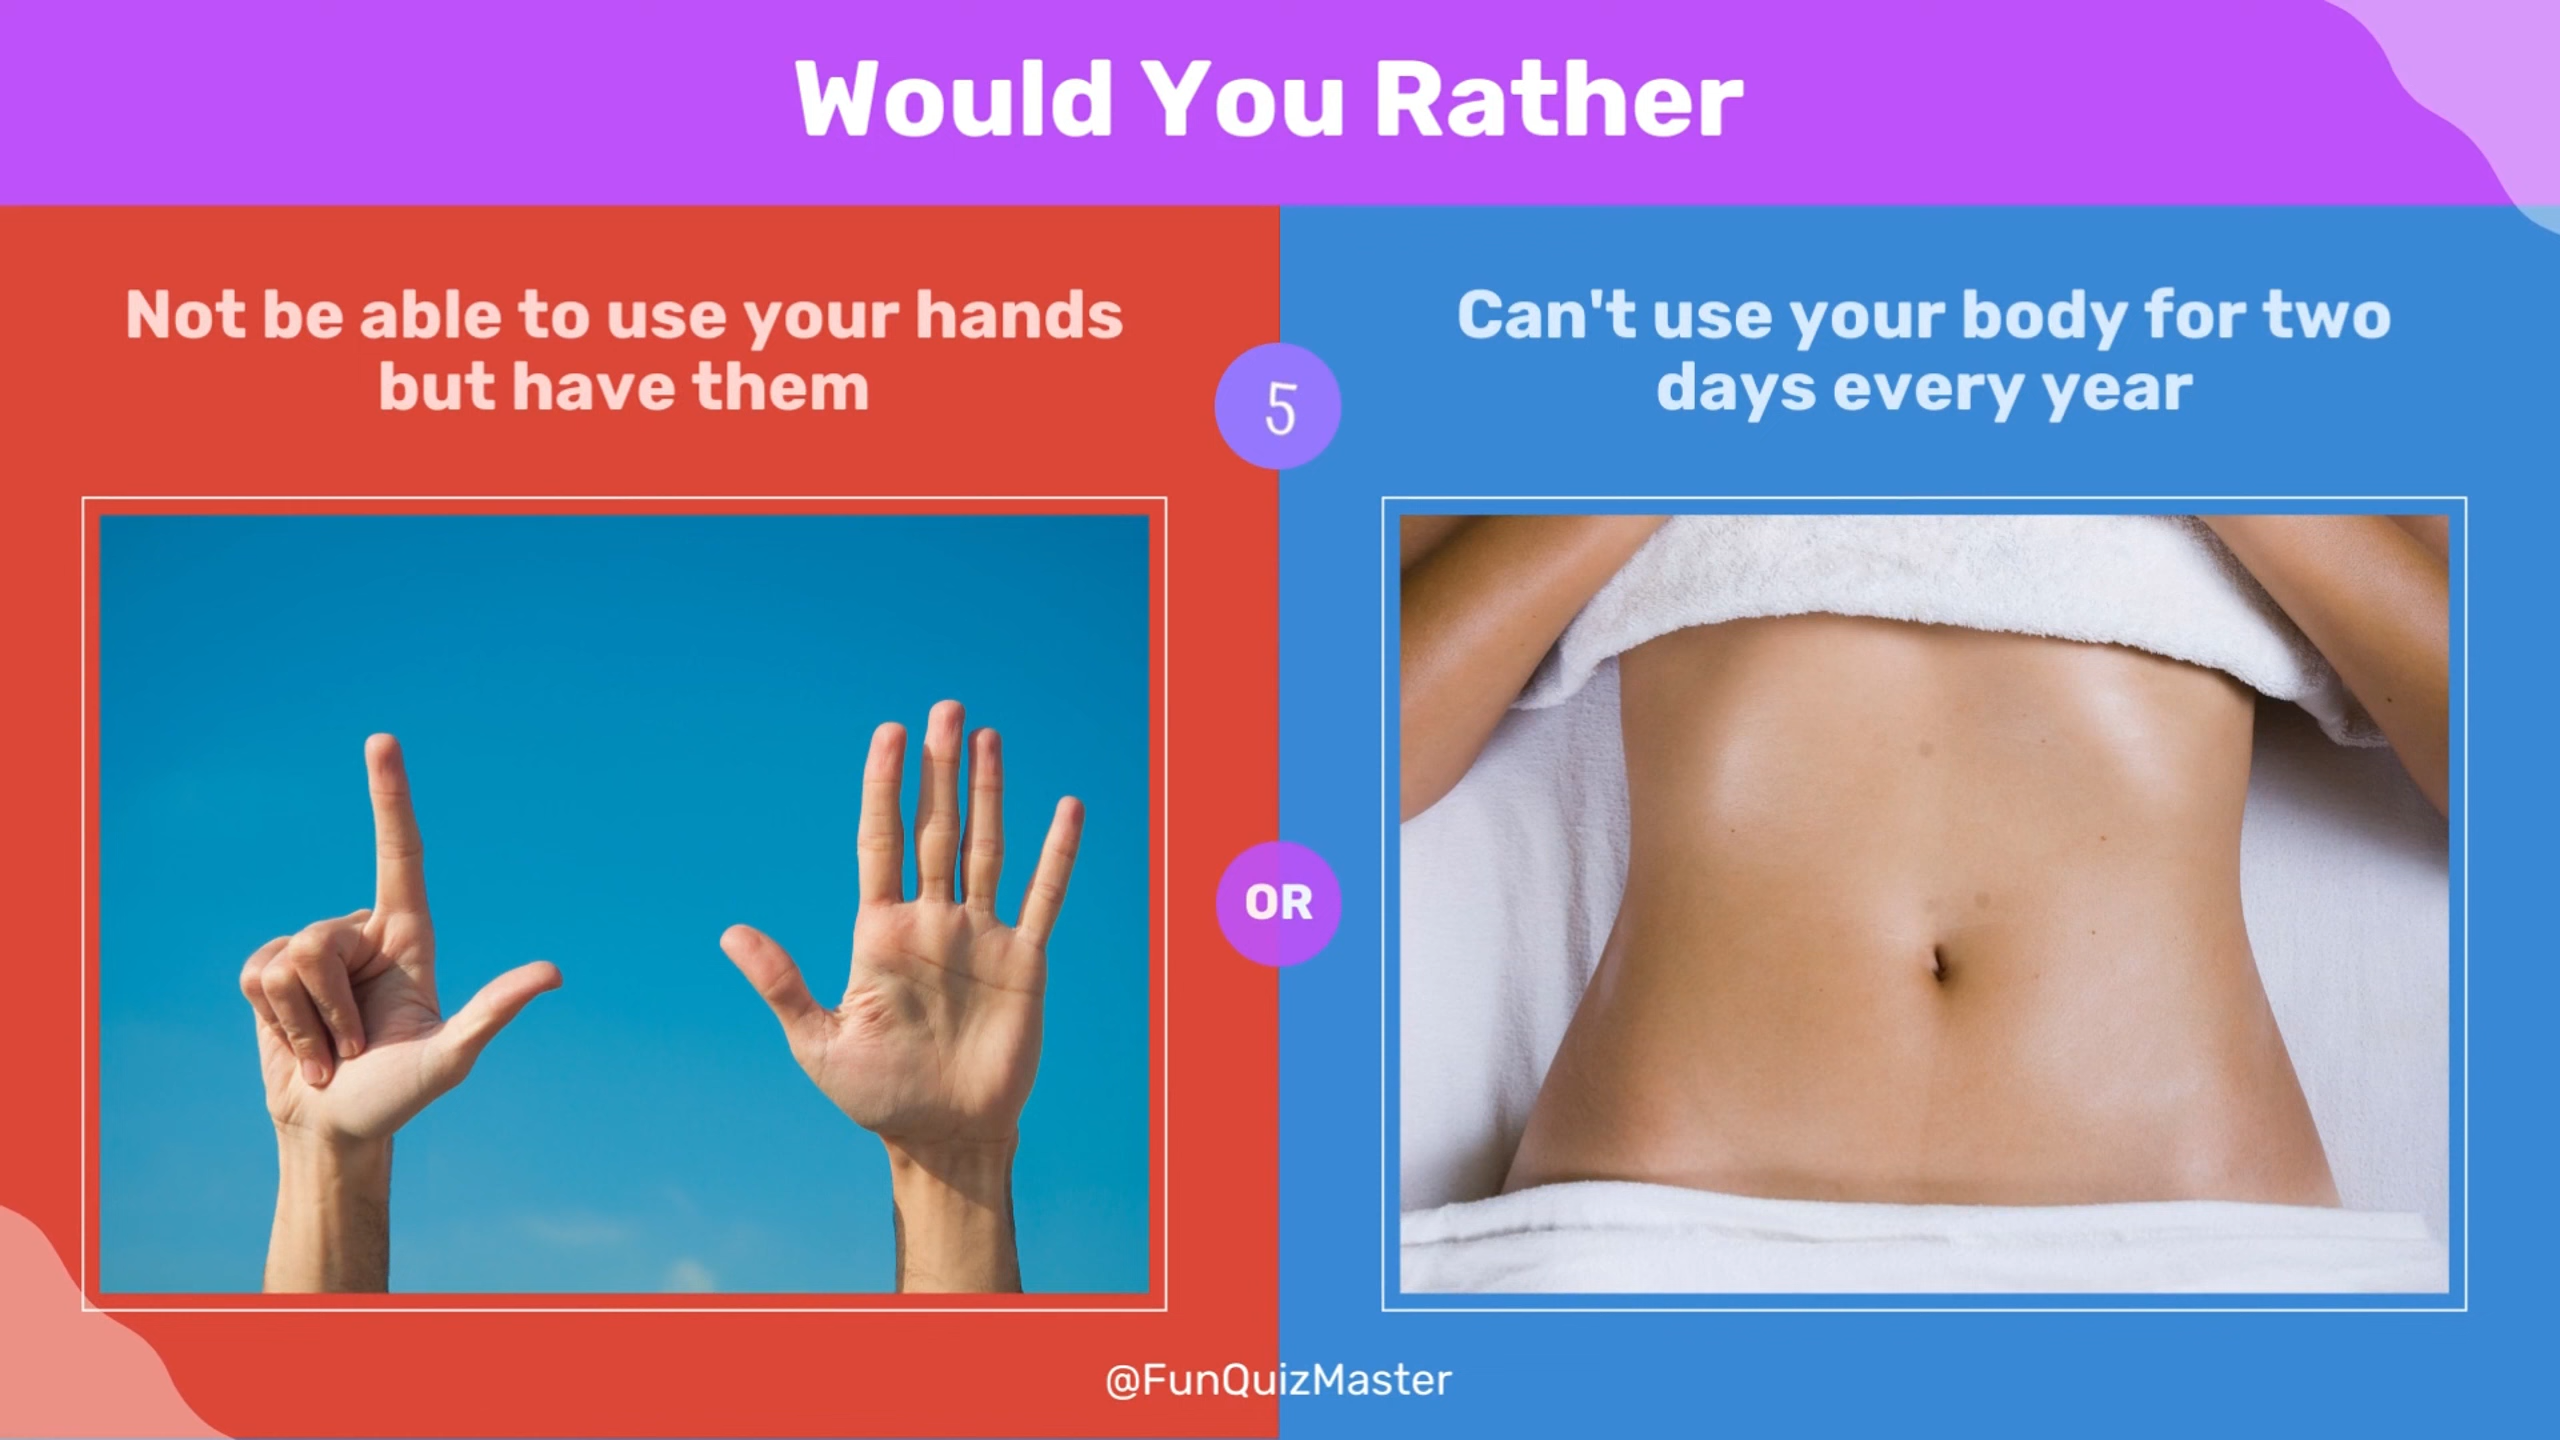 Would You Rather
Not be able to use your hands
but have them
Can't use your body for two
days every year
5
OR
@FunQuizMaster